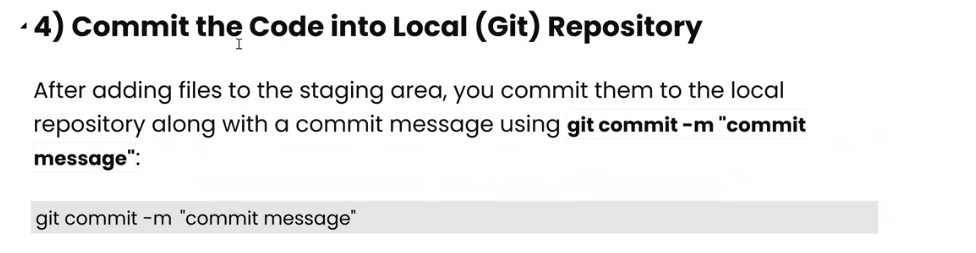 4) Commit the Code into Local (Git) Repository
After adding files to the staging area, you commit them to the local
repository along with a commit message using git commit -m "commit
message":
git commit -m "commit message"